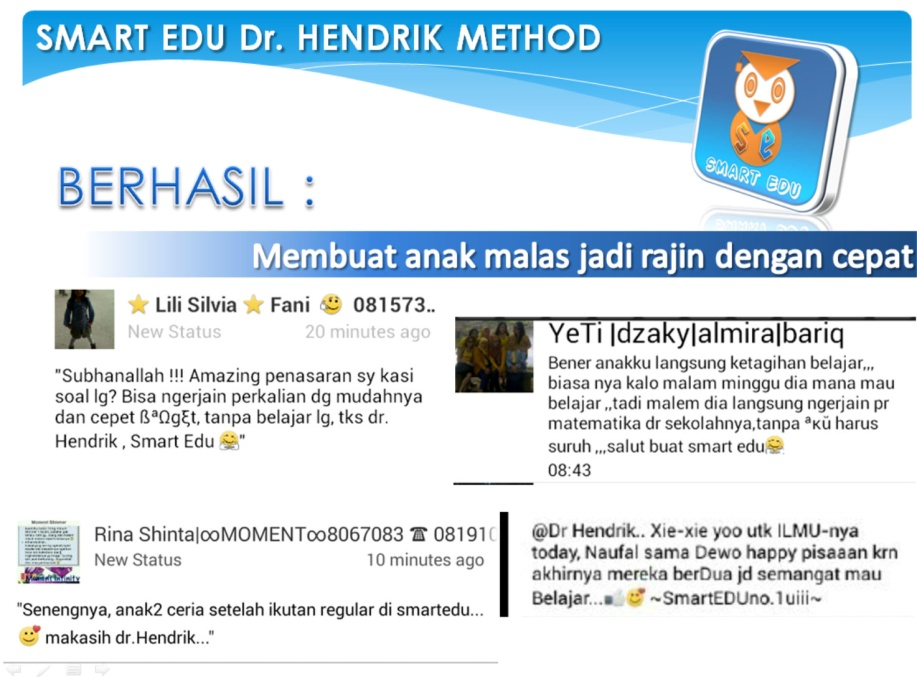 SMART EDU Dr. HENDRIK METHOD
se
SMART EDU
BERHASIL :
Membuat anak malas jadi rajin dengan cepat
⭐ Lili Silvia ⭐ Fani 081573..
New Status 20 minutes ago
"Subhanallah !!! Amazing penasaran sy kasi
soal lg? Bisa ngerjain perkalian dg mudahnya
dan cepet ßªΩgξt, tanpa belajar lg, tks dr.
Hendrik , Smart Edu 🤗"
YeTi |dzaky|almira|bariq
Bener anakku langsung ketagihan belajar,,,
biasa nya kalo malam minggu dia mana mau
belajar ,,tadi malem dia langsung ngerjain pr
matematika dr sekolahnya,tanpa ªкü harus
suruh ,,,salut buat smart edu🤗
08:43
Rina Shinta|∞MOMENT∞8067083 ☎ 081910
New Status 10 minutes ago
"Senengnya, anak2 ceria setelah ikutan regular di smartedu...
🥰 makasih dr.Hendrik..."
@Dr Hendrik.. Xie-xie yoo utk ILMU-nya
today, Naufal sama Dewo happy pisaaan krn
akhirnya mereka berDua jd semangat mau
Belajar... ~SmartEDUno.1uiii~